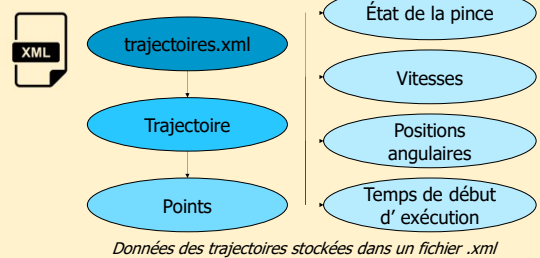 XML
trajectoires.xml
Trajectoire
Points
État de la pince
Vitesses
Positions
angulaires
Temps de début
d’ exécution
Données des trajectoires stockées dans un fichier .xml